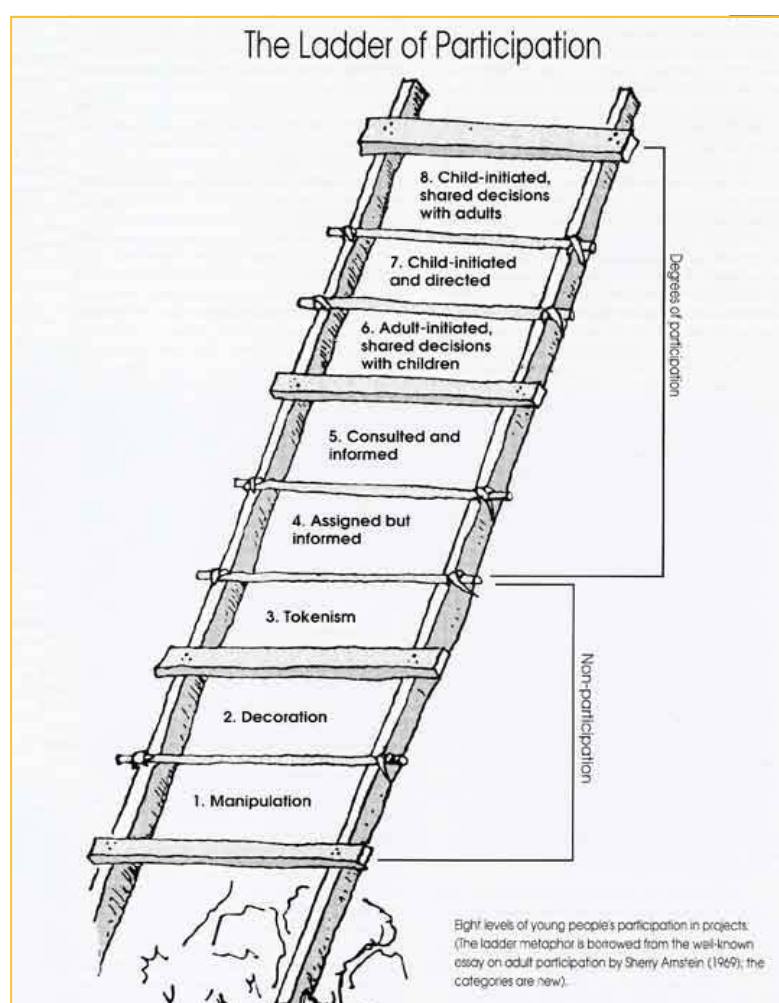 The Ladder of Participation
8. Child-initiated,
shared decisions
with adults
7. Child-initiated
and directed
6. Adult-initiated,
shared decisions
with children
5. Consulted and
informed
4. Assigned but
informed
3. Tokenism
2. Decoration
1. Manipulation
Degrees of participation
Non-participation
Eight levels of young people's participation in projects.
(The ladder metaphor is borrowed from the well-known
essay on adult participation by Sherry Arnstein (1969); the
categories are new).